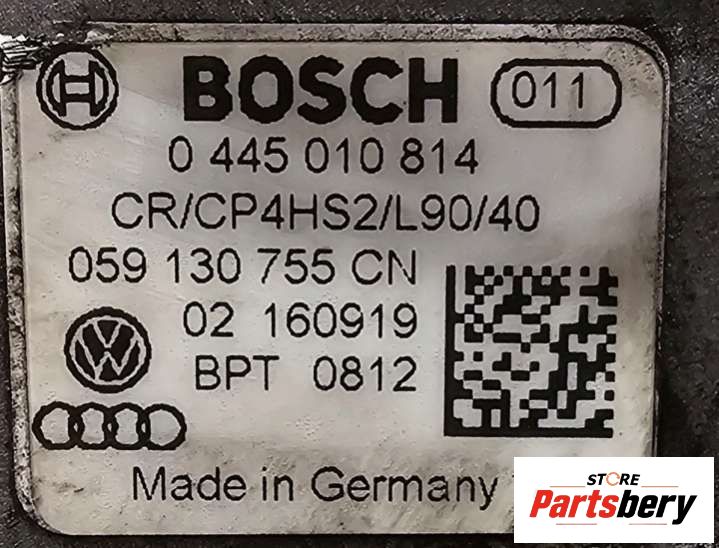 BOSCH 011
0 445 010 814
CR/CP4HS2/L90/40
059 130 755 CN
02 160919
BPT 0812
Made in Germany
STORE
Partsbery